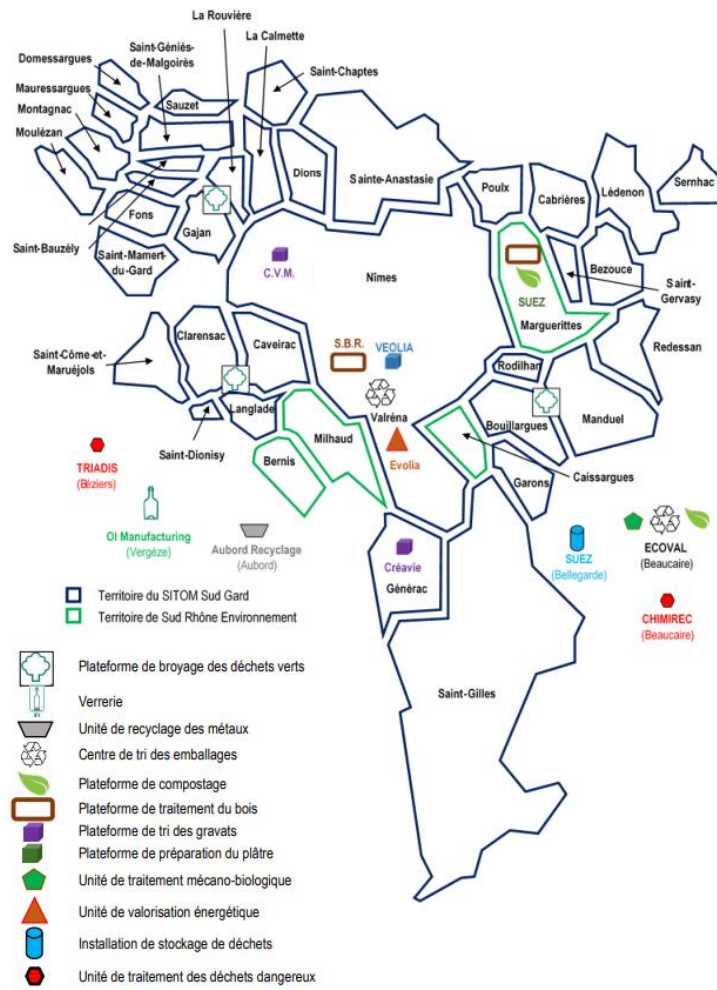 La Rouvière
La Calmette
Saint-Géniès-
de-Malgoirès
Domessargues
Saint-Chaptes
Mauressargues
Sauzet
Montagnac
Moulézan
Dions
Sainte-Anastasie
Poulx
Cabrières
Lédenon
Sernhac
Fons
Gajan
Saint-Bauzély
Saint-Mamert-
du-Gard
C.V.M.
Nîmes
SUEZ
Bezouce
Saint-
Gervasy
Marguerittes
Redessan
Clarensac
Caveirac
S.B.R.
VEOLIA
Saint-Côme-et-
Maruéjols
Rodilhan
Valréna
Langlade
Bouillargues
Manduel
Milhaud
Saint-Dionisy
Evolia
Bernis
Caissargues
Garons
TRIADIS
(Béziers)
OI Manufacturing
(Vergèze)
Aubord Recyclage
(Aubord)
SUEZ
(Bellegarde)
ECOVAL
(Beaucaire)
Créavie
Générac
CHIMIREC
(Beaucaire)
Territoire du SITOM Sud Gard
Territoire de Sud Rhône Environnement
Saint-Gilles
Plateforme de broyage des déchets verts
Verrerie
Unité de recyclage des métaux
Centre de tri des emballages
Plateforme de compostage
Plateforme de traitement du bois
Plateforme de tri des gravats
Plateforme de préparation du plâtre
Unité de traitement mécano-biologique
Unité de valorisation énergétique
Installation de stockage de déchets
Unité de traitement des déchets dangereux